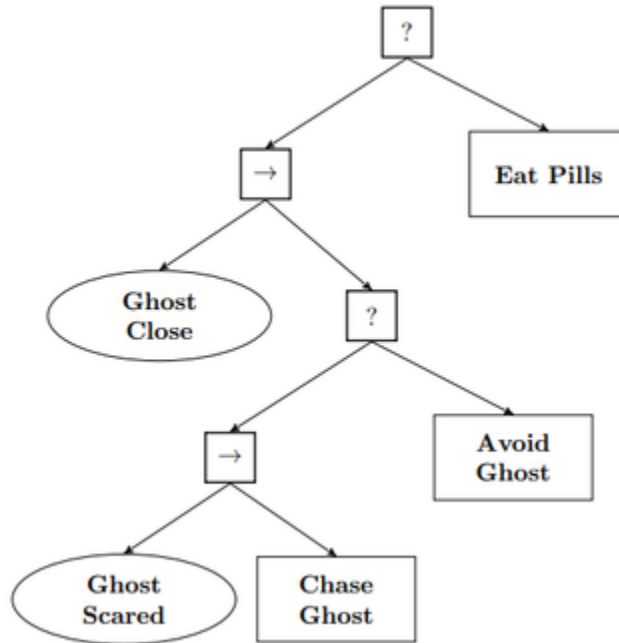 ?
→
Eat Pills
Ghost
Close
?
→
Avoid
Ghost
Ghost
Scared
Chase
Ghost